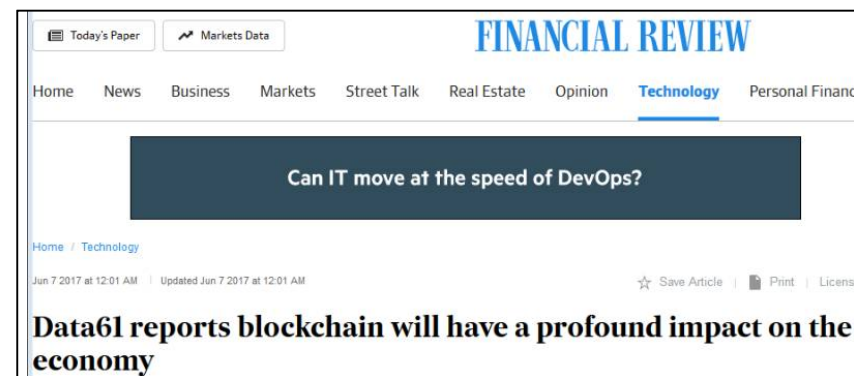 Today's Paper
Markets Data
FINANCIAL REVIEW
Home News Business Markets Street Talk Real Estate Opinion Technology Personal Financ
Can IT move at the speed of DevOps?
Home / Technology
Jun 7 2017 at 12:01 AM | Updated Jun 7 2017 at 12:01 AM
Save Article | Print | Licens
Data61 reports blockchain will have a profound impact on the
economy